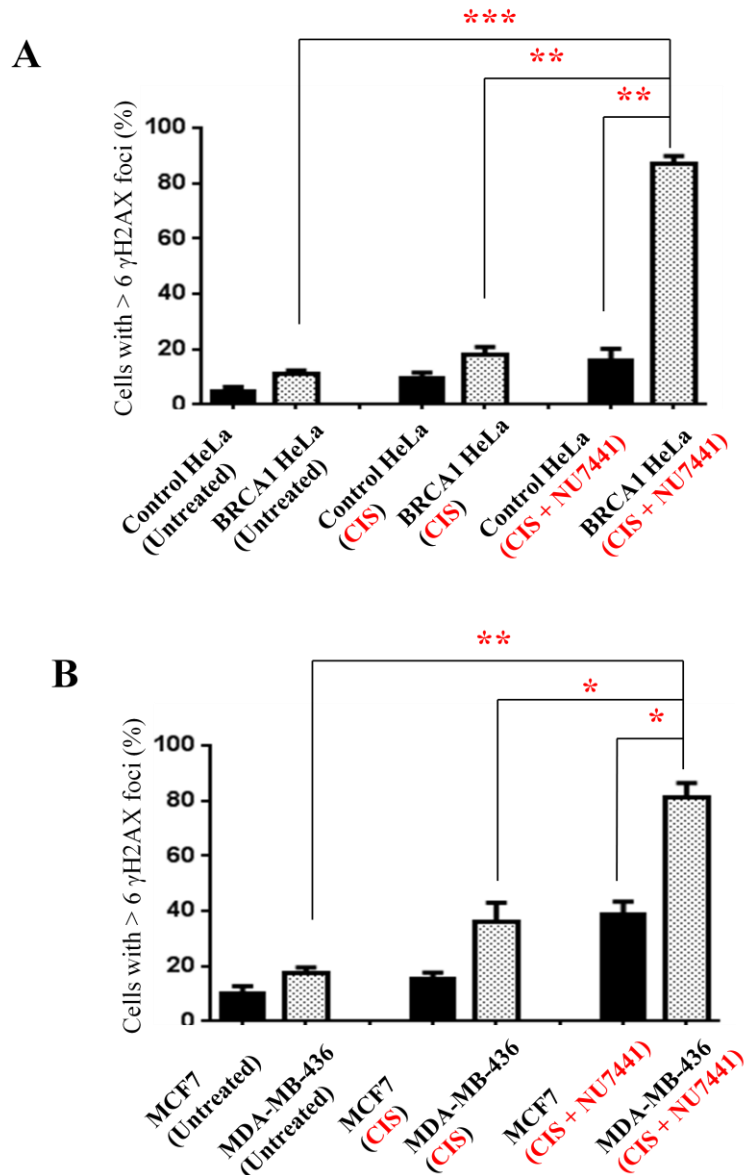 A
***
**
**
Cells with > 6 γH2AX foci (%)
100
80
60
40
20
0
Control HeLa
(Untreated)
BRCA1 HeLa
(Untreated)
Control HeLa
(CIS)
BRCA1 HeLa
(CIS)
Control HeLa
(CIS + NU7441)
BRCA1 HeLa
(CIS + NU7441)
B
**
*
*
Cells with > 6 γH2AX foci (%)
100
80
60
40
20
0
MCF7
(Untreated)
MDA-MB-436
(Untreated)
MCF7
(CIS)
MDA-MB-436
(CIS)
MCF7
(CIS + NU7441)
MDA-MB-436
(CIS + NU7441)